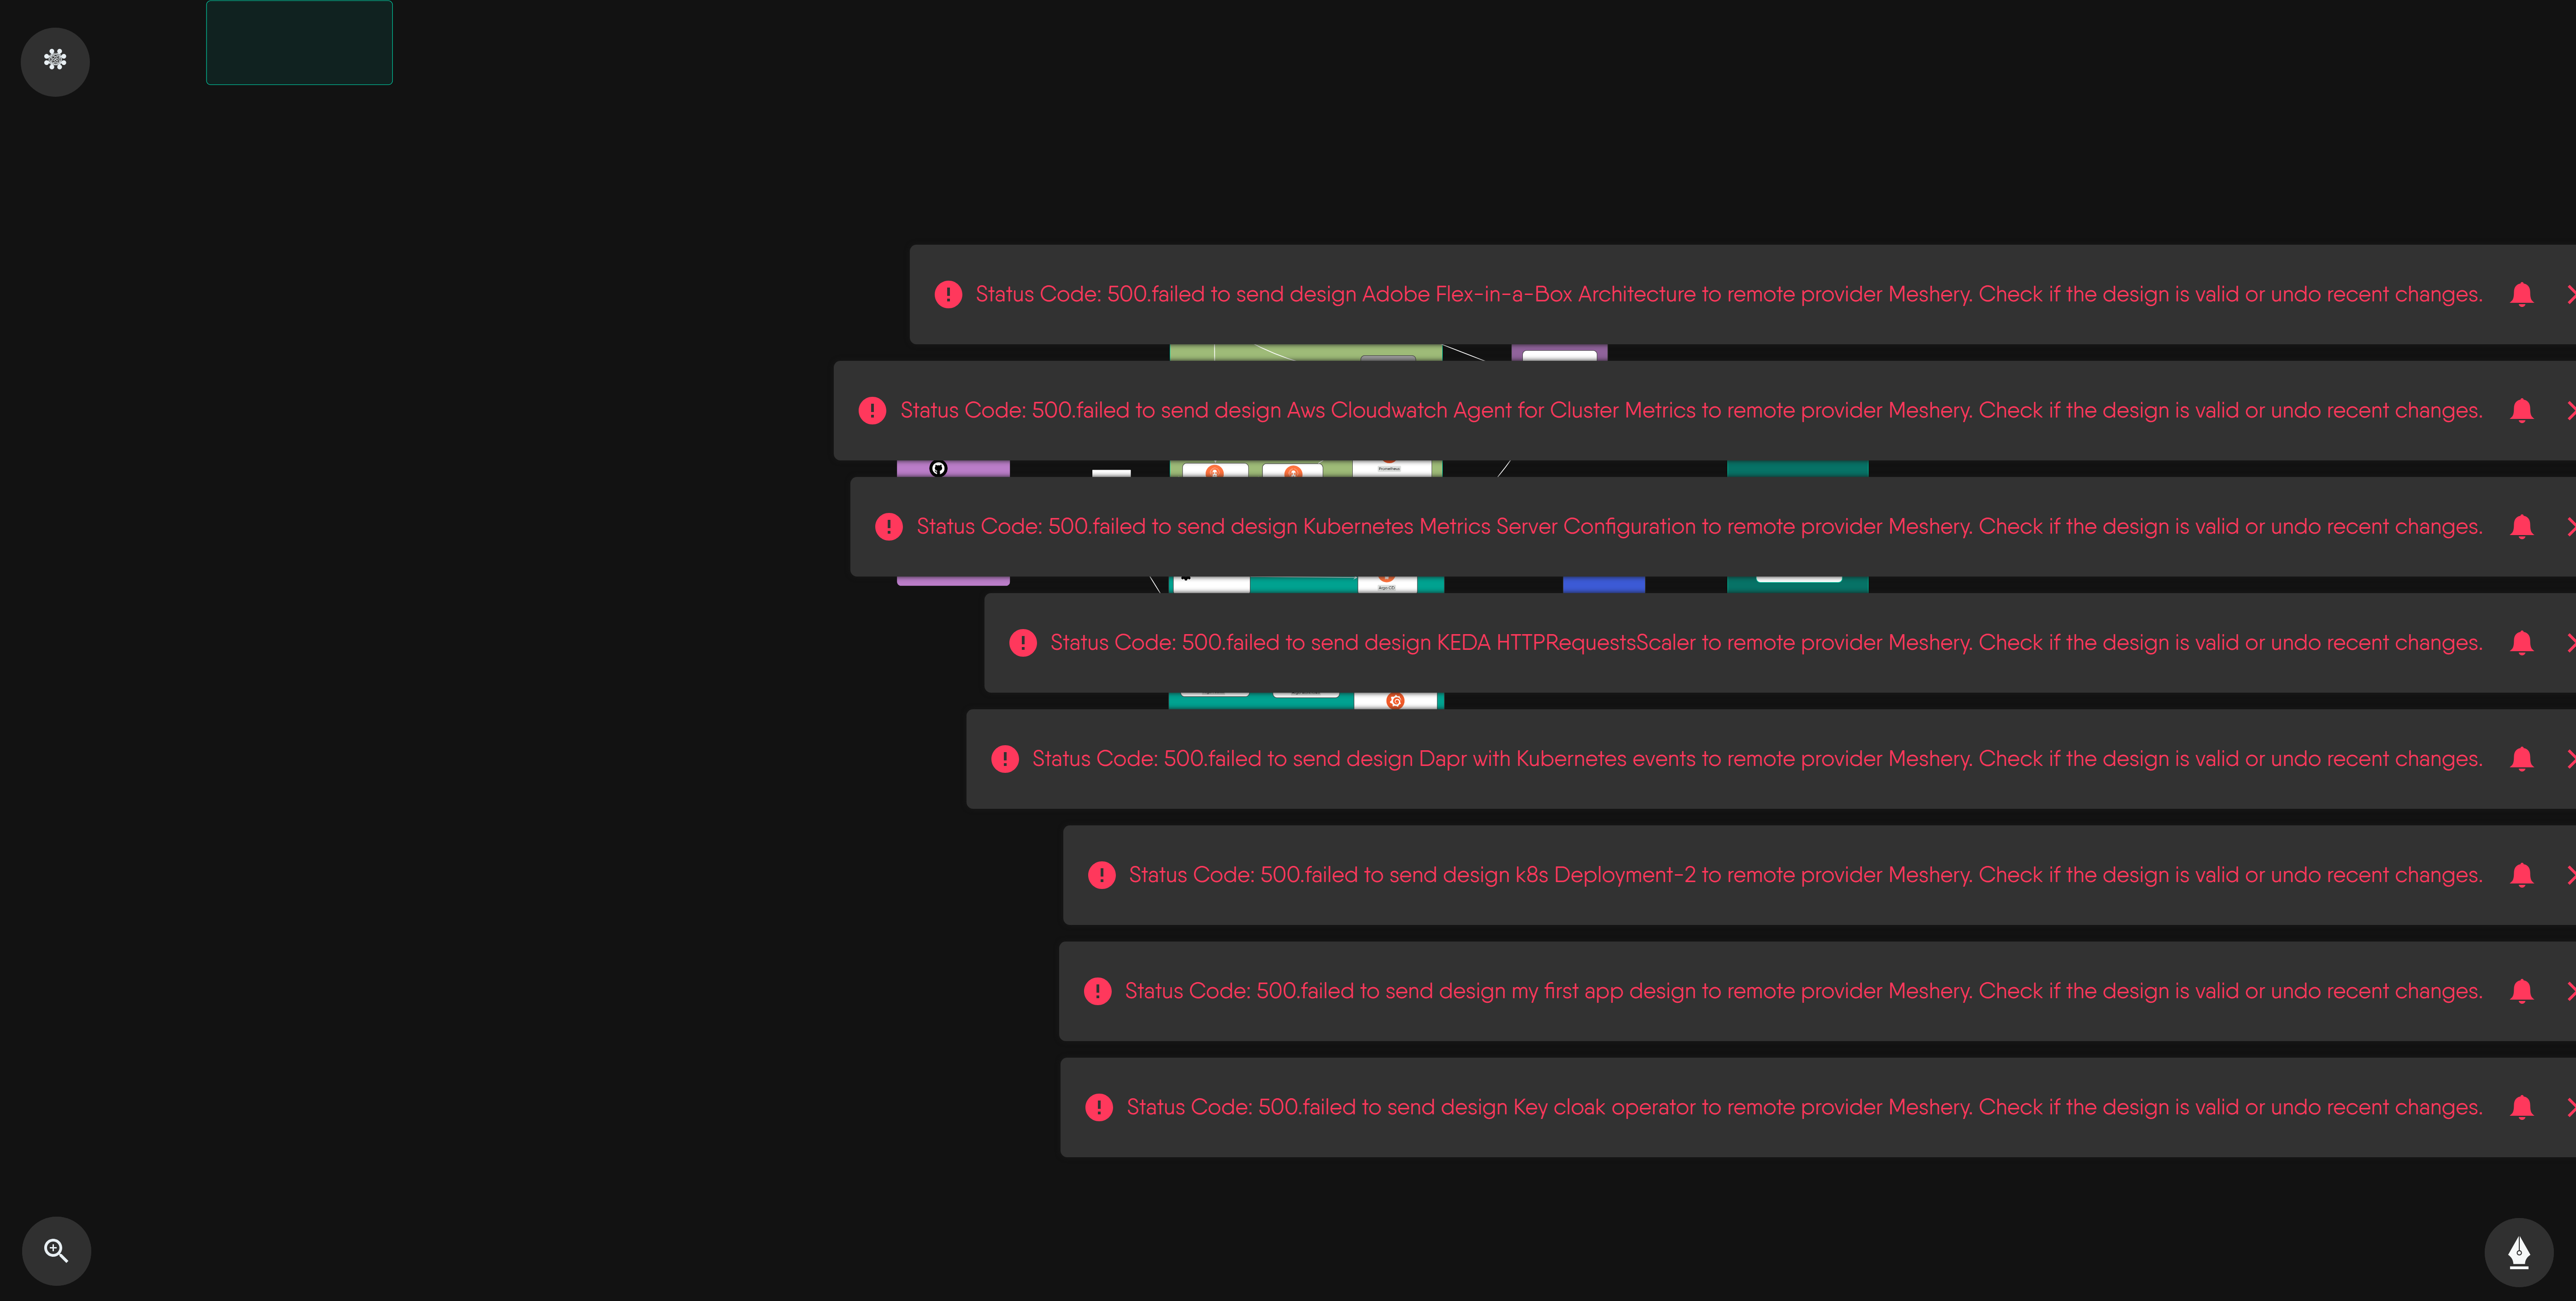 Status Code: 500.failed to send design Adobe Flex-in-a-Box Architecture to remote provider Meshery. Check if the design is valid or undo recent changes.
Status Code: 500.failed to send design Aws Cloudwatch Agent for Cluster Metrics to remote provider Meshery. Check if the design is valid or undo recent changes.
Prometheus
Status Code: 500.failed to send design Kubernetes Metrics Server Configuration to remote provider Meshery. Check if the design is valid or undo recent changes.
Argo CD
Status Code: 500.failed to send design KEDA HTTPRequestsScaler to remote provider Meshery. Check if the design is valid or undo recent changes.
Status Code: 500.failed to send design Dapr with Kubernetes events to remote provider Meshery. Check if the design is valid or undo recent changes.
Status Code: 500.failed to send design k8s Deployment-2 to remote provider Meshery. Check if the design is valid or undo recent changes.
Status Code: 500.failed to send design my first app design to remote provider Meshery. Check if the design is valid or undo recent changes.
Status Code: 500.failed to send design Key cloak operator to remote provider Meshery. Check if the design is valid or undo recent changes.